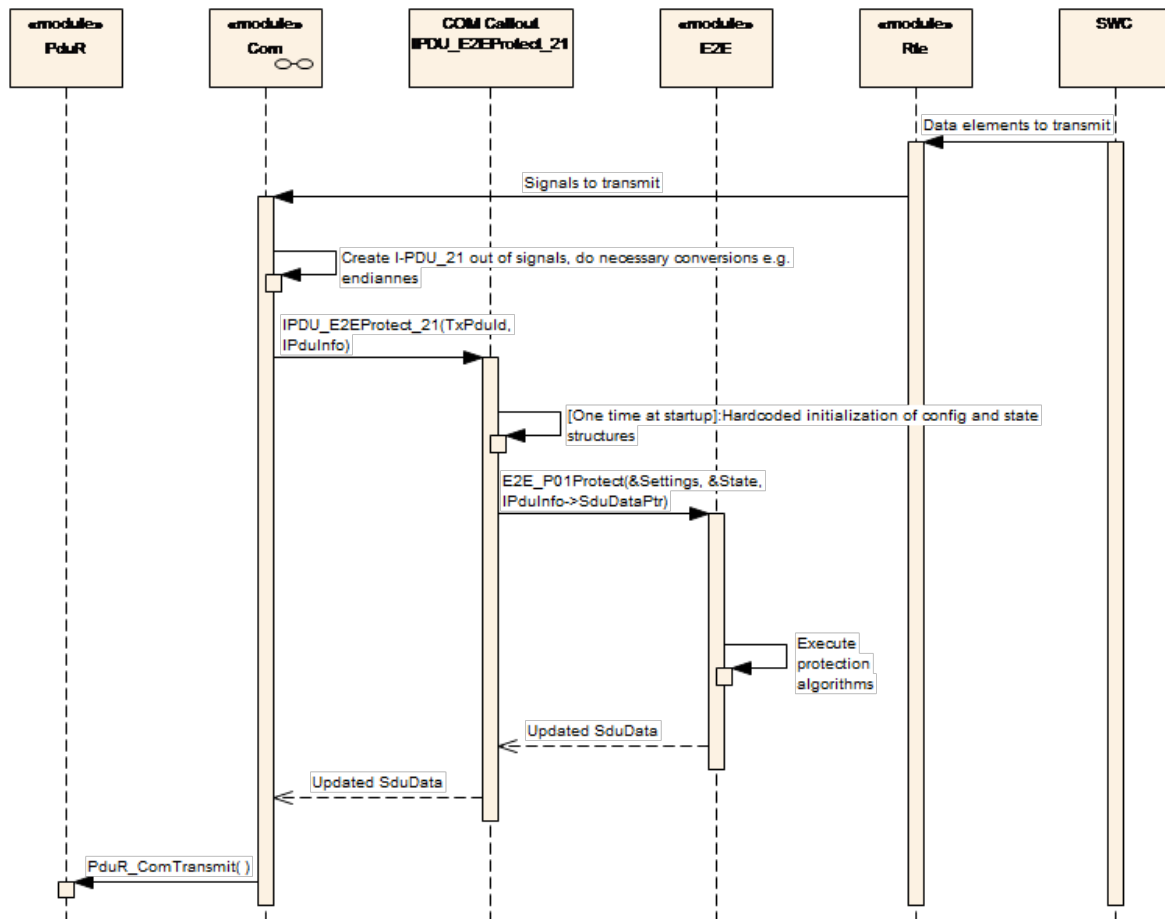 «module»
PduR
«module»
Com
COM Callout
IPDU_E2EProtect_21
«module»
E2E
«module»
Rte
SWC
Data elements to transmit
Signals to transmit
Create I-PDU_21 out of signals, do necessary conversions e.g.
endiannes
IPDU_E2EProtect_21(TxPduId,
IPduInfo)
[One time at startup]:Hardcoded initialization of config and state
structures
E2E_P01Protect(&Settings, &State,
IPduInfo->SduDataPtr)
Execute
protection
algorithms
Updated SduData
Updated SduData
PduR_ComTransmit( )